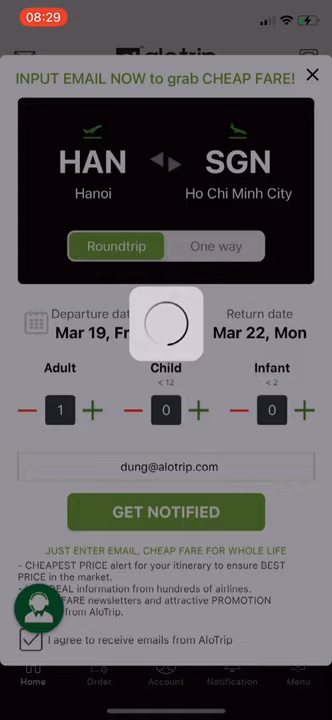 08:29
alotrip
INPUT EMAIL NOW to grab CHEAP FARE!
HAN SGN
Hanoi Ho Chi Minh City
Roundtrip One way
Departure dat Return date
Mar 19, Fr Mar 22, Mon
Adult Child Infant
< 12 < 2
1 0 0
dung@alotrip.com
GET NOTIFIED
JUST ENTER EMAIL, CHEAP FARE FOR WHOLE LIFE
- CHEAPEST PRICE alert for your itinerary to ensure BEST
PRICE in the market.
EAL information from hundreds of airlines.
FARE newsletters and attractive PROMOTION
from AloTrip.
I agree to receive emails from AloTrip
Home Order Account Notification Menu